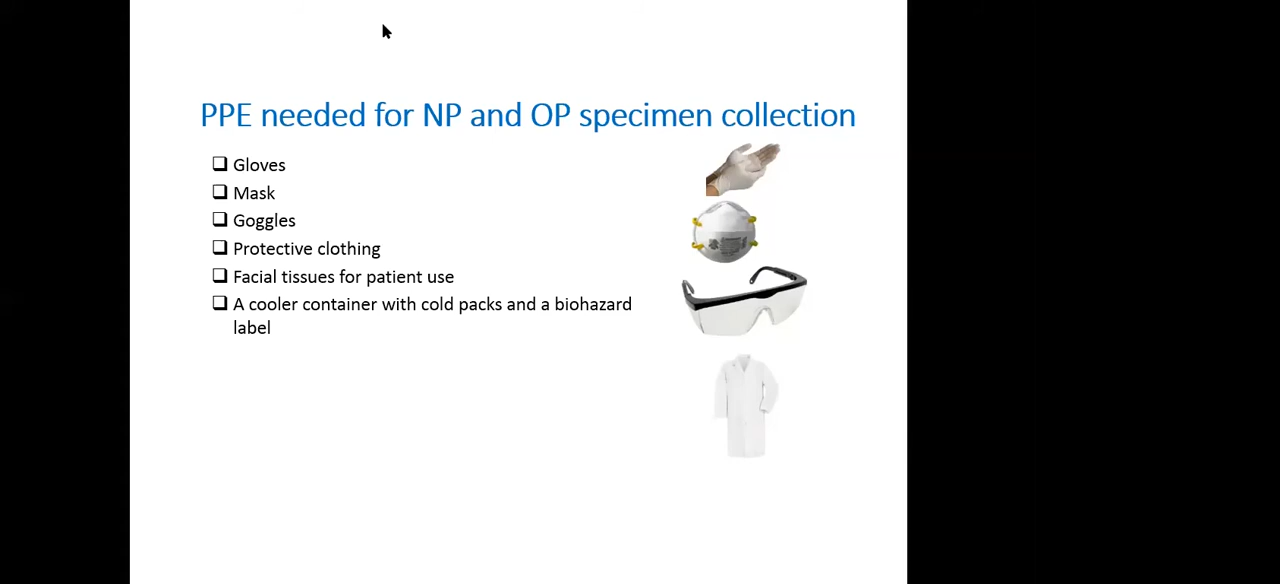 PPE needed for NP and OP specimen collection
❑ Gloves
❑ Mask
❑ Goggles
❑ Protective clothing
❑ Facial tissues for patient use
❑ A cooler container with cold packs and a biohazard
label